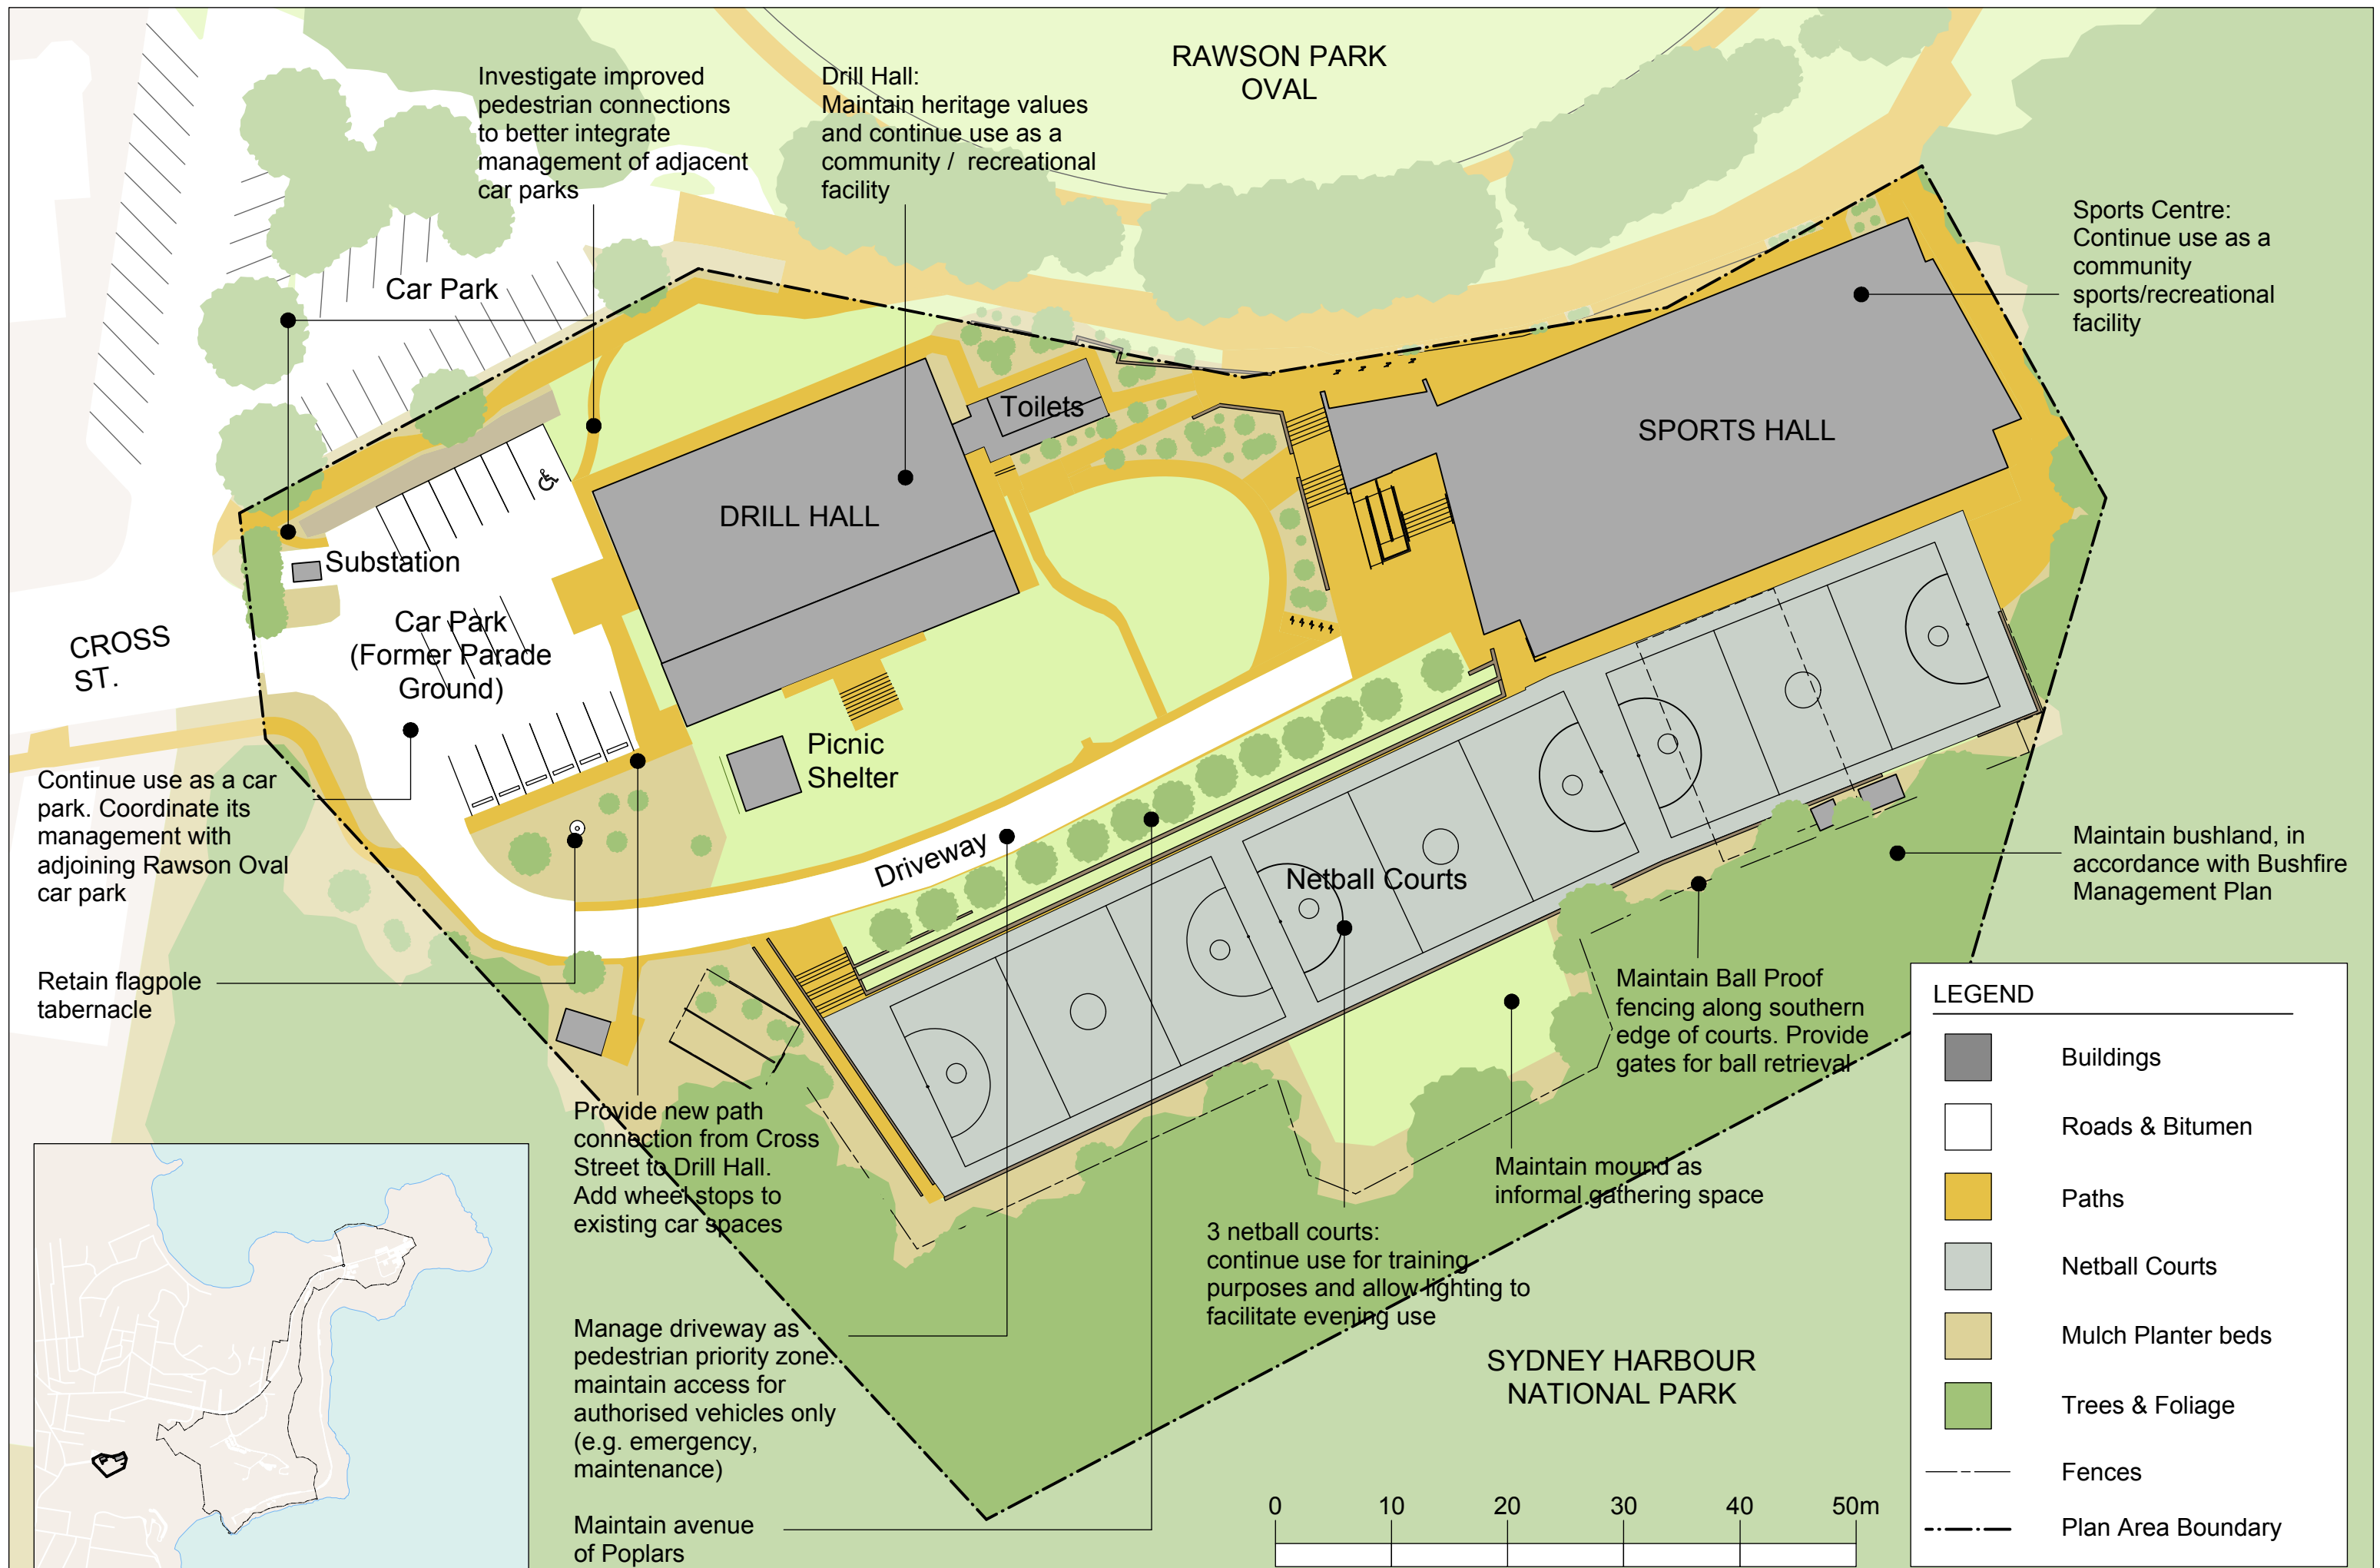 RAWSON PARK
OVAL
Investigate improved
pedestrian connections
to better integrate
management of adjacent
car parks
Drill Hall:
Maintain heritage values
and continue use as a
community / recreational
facility
Sports Centre:
Continue use as a
community
sports/recreational
facility
Car Park
Toilets
SPORTS HALL
DRILL HALL
Substation
Car Park
(Former Parade
Ground)
CROSS
ST.
Picnic
Shelter
Continue use as a car
park. Coordinate its
management with
adjoining Rawson Oval
car park
Driveway
Netball Courts
Maintain bushland, in
accordance with Bushfire
Management Plan
Retain flagpole
tabernacle
Maintain Ball Proof
fencing along southern
edge of courts. Provide
gates for ball retrieval
Provide new path
connection from Cross
Street to Drill Hall.
Add wheel stops to
existing car spaces
Maintain mound as
informal gathering space
3 netball courts:
continue use for training
purposes and allow lighting to
facilitate evening use
Manage driveway as
pedestrian priority zone:
maintain access for
authorised vehicles only
(e.g. emergency,
maintenance)
SYDNEY HARBOUR
NATIONAL PARK
Maintain avenue
of Poplars
0 10 20 30 40 50m
LEGEND
Buildings
Roads & Bitumen
Paths
Netball Courts
Mulch Planter beds
Trees & Foliage
Fences
Plan Area Boundary